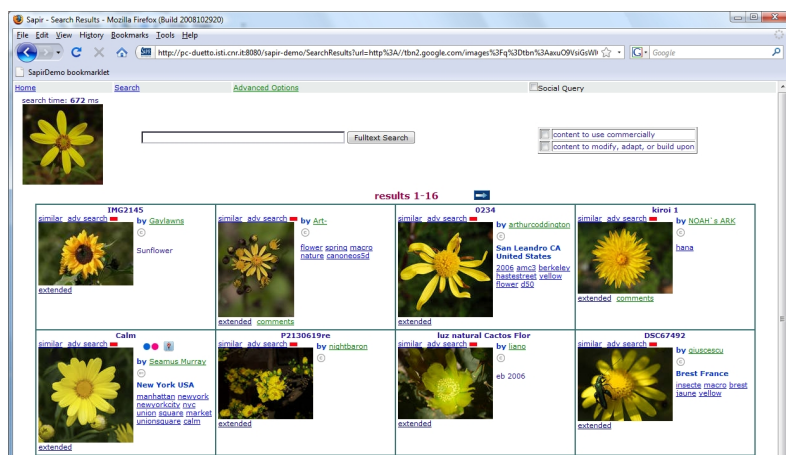 Sapir - Search Results - Mozilla Firefox (Build 2008102920)
File Edit View History Bookmarks Tools Help
http://pc-duetto.isti.cnr.it:8080/sapir-demo/SearchResults?url=http%3A//tbn2.google.com/images%3Fq%3Dtbn%3AaxuO9VsiGsWl
Google
SapirDemo bookmarklet
Home Search Advanced Options Social Query
search time: 672 ms
Fulltext Search
content to use commercially
content to modify, adapt, or build upon
results 1-16
IMG2145
similar adv search
by Gavlawns
Sunflower
extended
similar adv search
by Art-
flower spring macro
nature canoneos5d
extended comments
0234
similar adv search
by arthurcoddington
San Leandro CA
United States
2006 amc3 berkeley
hastestreet yellow
flower d50
extended
kiroi 1
similar adv search
by NOAH`s ARK
hana
extended comments
Calm
similar adv search
by Seamus Murray
New York USA
manhattan newyork
newyorkcity nyc
union square market
unionsquare calm
extended
P2130619re
similar adv search
by nightbaron
extended
luz natural Cactos Flor
similar adv search
by liano
eb 2006
extended
DSC67492
similar adv search
by giuscescu
Brest France
insecte macro brest
jaune yellow
extended